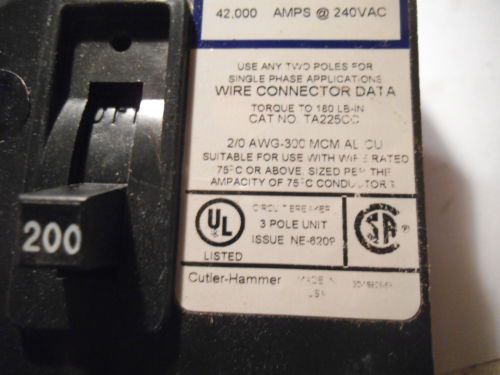 42,000 AMPS @ 240VAC
USE ANY TWO POLES FOR
SINGLE PHASE APPLICATIONS
WIRE CONNECTOR DATA
TORQUE TO 180 LB-IN
CAT NO. TA225CC
2/0 AWG-300 MCM AL CU
SUITABLE FOR USE WITH WIRE RATED
75°C OR ABOVE, SIZED PER THE
AMPACITY OF 75°C CONDUCTORS
OFF
200
UL
LISTED
CIRCUIT BREAKER
3 POLE UNIT
ISSUE NE-6209
SA ®
Cutler-Hammer
MADE IN
USA